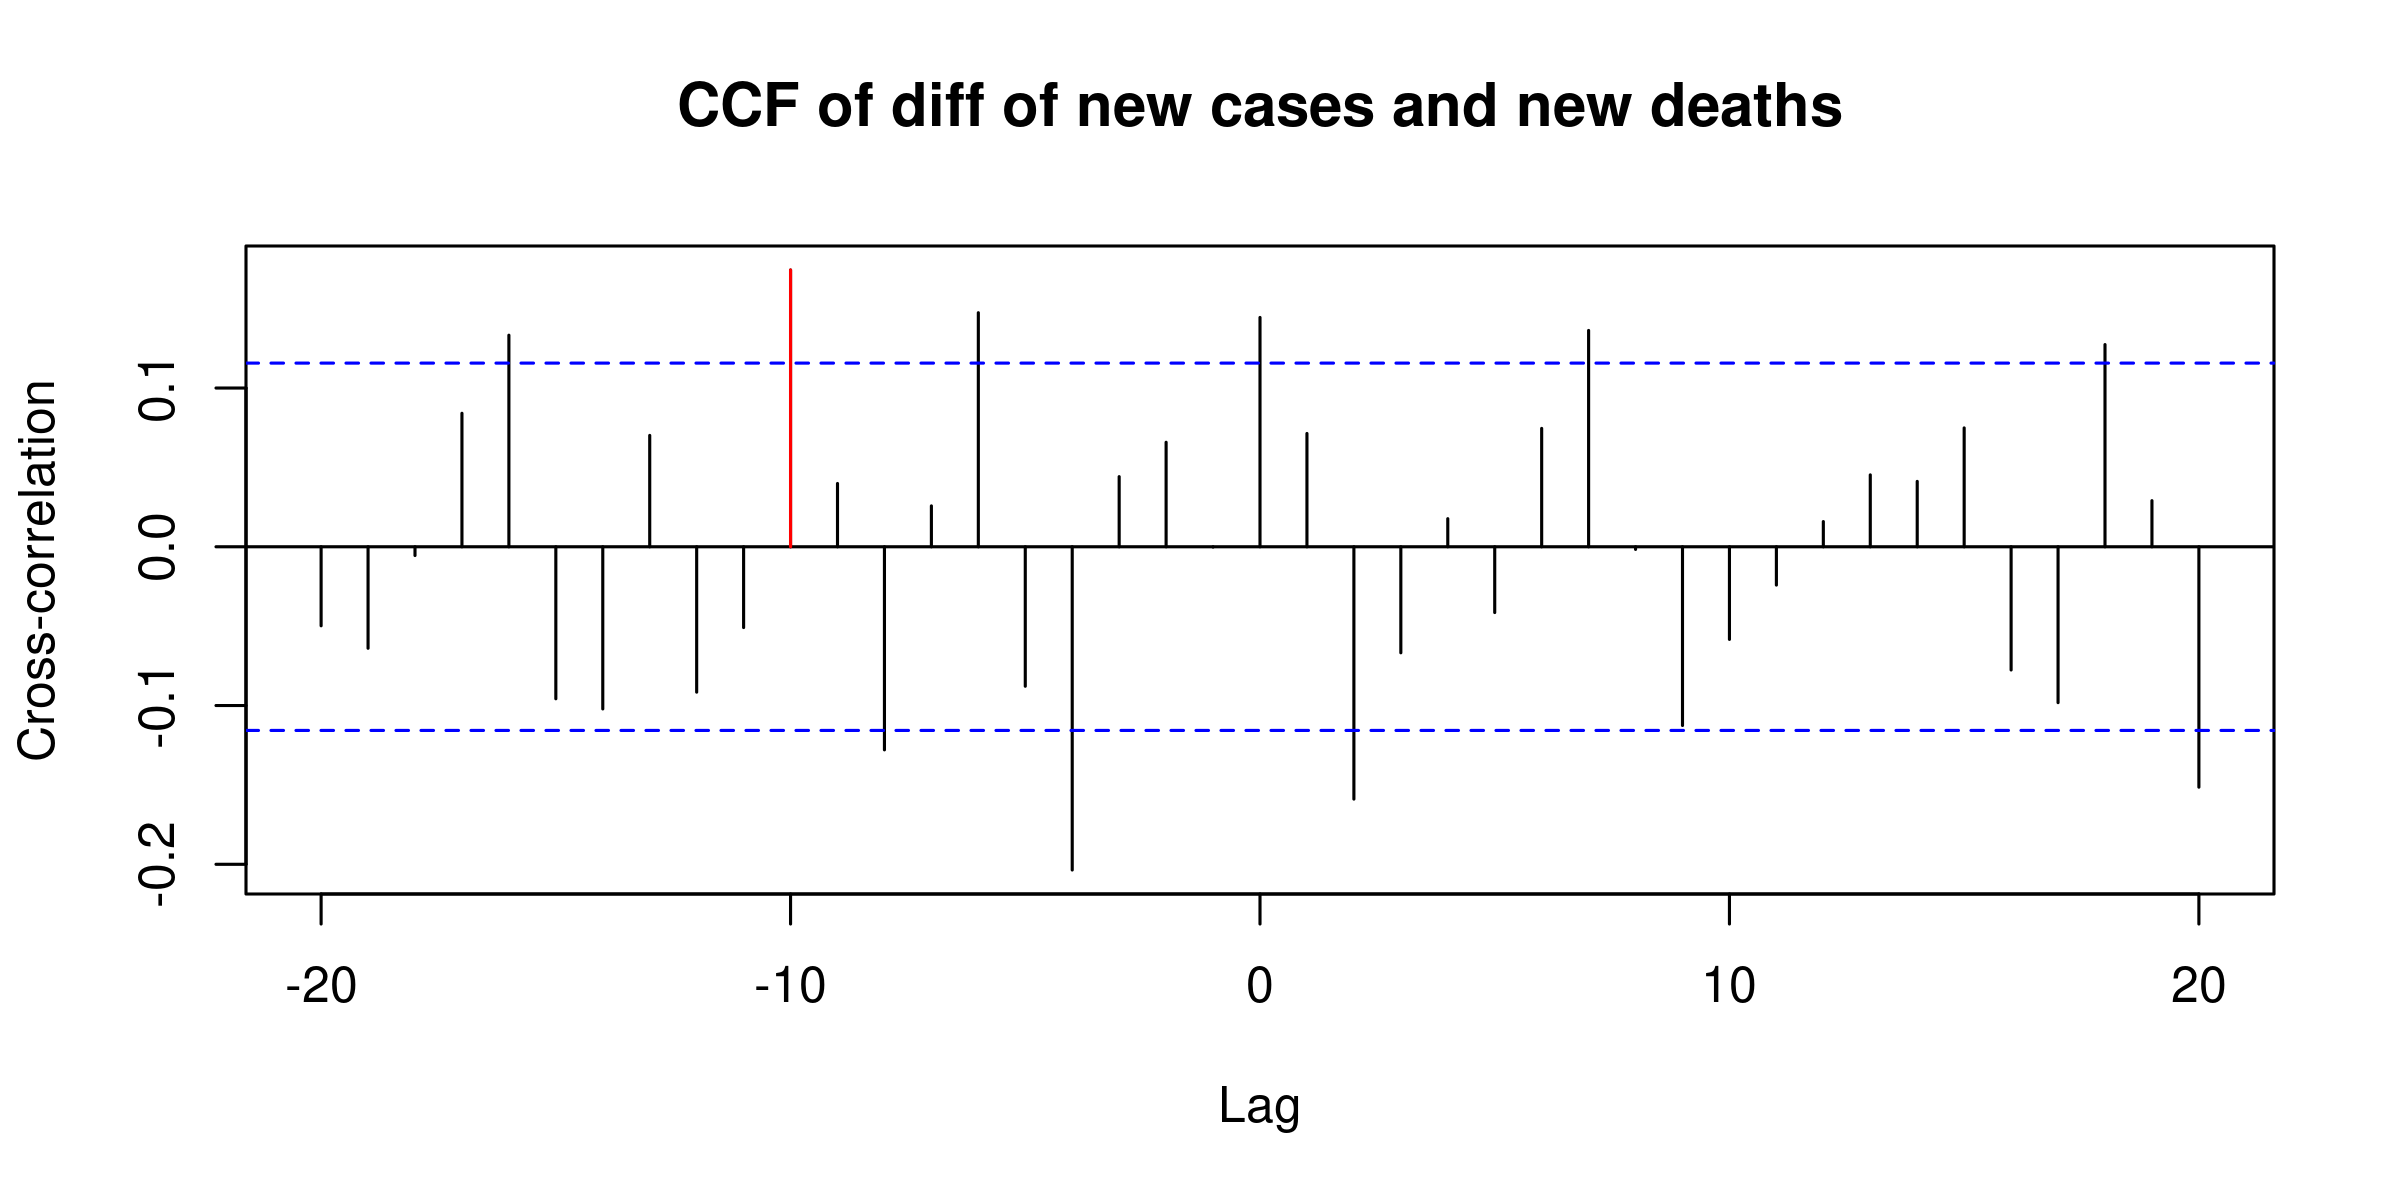 CCF of diff of new cases and new deaths
Cross-correlation
0.1
0.0
-0.1
-0.2
-20 -10 0 10 20
Lag